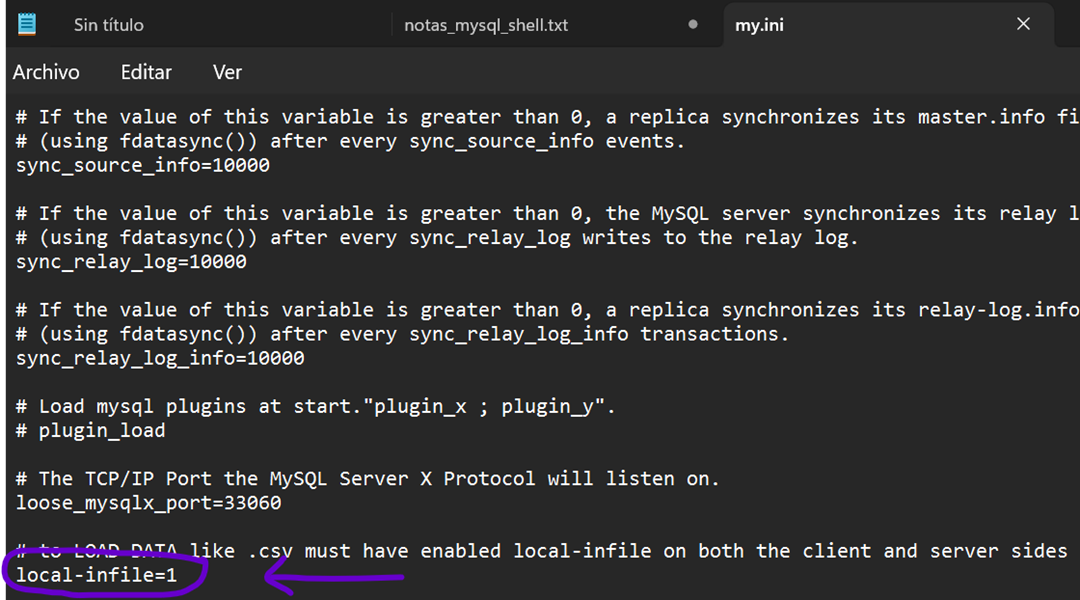 Sin título
notas_mysql_shell.txt
my.ini
Archivo Editar Ver
# If the value of this variable is greater than 0, a replica synchronizes its master.info fi
# (using fdatasync()) after every sync_source_info events.
sync_source_info=10000
# If the value of this variable is greater than 0, the MySQL server synchronizes its relay l
# (using fdatasync()) after every sync_relay_log writes to the relay log.
sync_relay_log=10000
# If the value of this variable is greater than 0, a replica synchronizes its relay-log.info
# (using fdatasync()) after every sync_relay_log_info transactions.
sync_relay_log_info=10000
# Load mysql plugins at start."plugin_x ; plugin_y".
# plugin_load
# The TCP/IP Port the MySQL Server X Protocol will listen on.
loose_mysqlx_port=33060
# to LOAD DATA like .csv must have enabled local-infile on both the client and server sides
local-infile=1